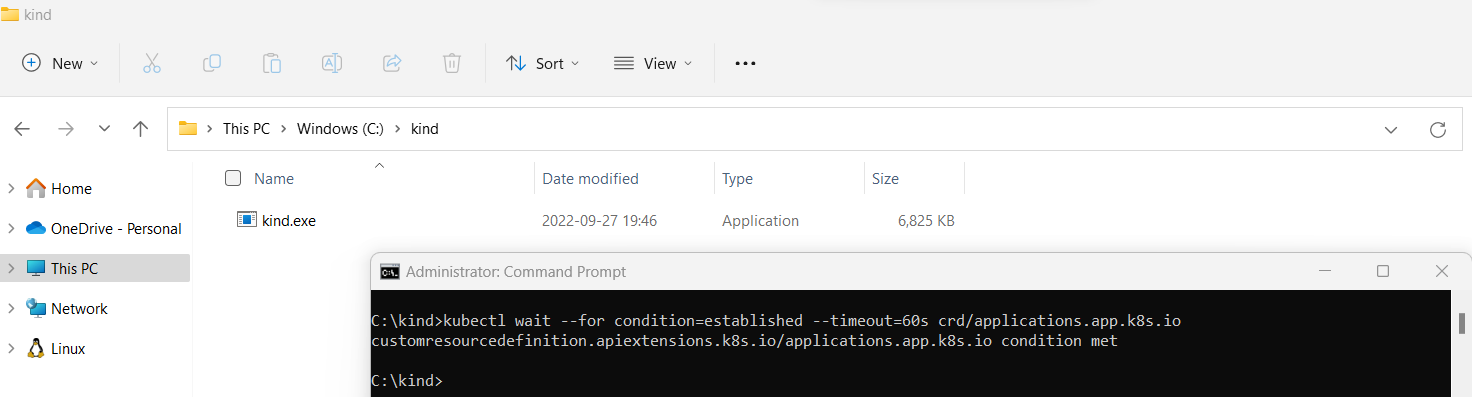 kind
New
Sort
View
This PC
Windows (C:)
kind
Home
OneDrive - Personal
This PC
Network
Linux
Name
Date modified
Type
Size
kind.exe
2022-09-27 19:46
Application
6,825 KB
Administrator: Command Prompt
C:\kind>kubectl wait --for condition=established --timeout=60s crd/applications.app.k8s.io
customresourcedefinition.apiextensions.k8s.io/applications.app.k8s.io condition met
C:\kind>